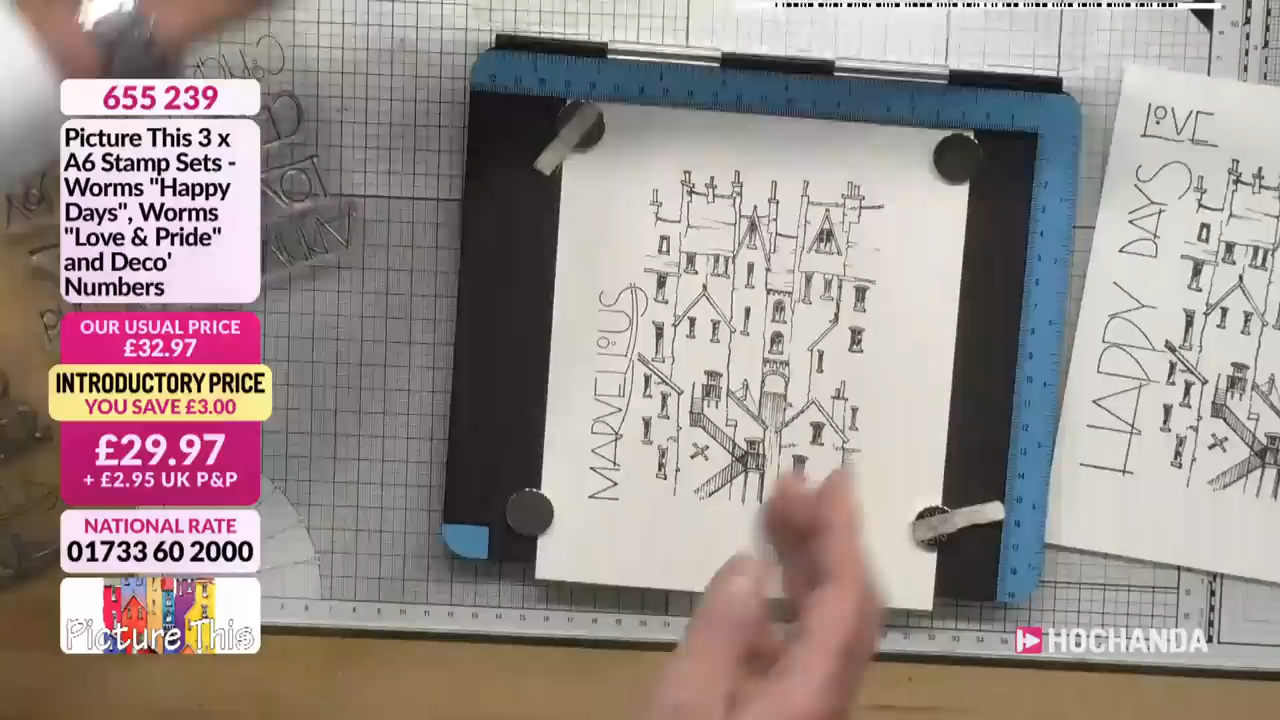 655 239
Picture This 3 x
A6 Stamp Sets -
Worms "Happy
Days", Worms
"Love & Pride"
and Deco'
Numbers
OUR USUAL PRICE
£32.97
INTRODUCTORY PRICE
YOU SAVE £3.00
£29.97
+ £2.95 UK P&P
NATIONAL RATE
01733 60 2000
Picture This
MARVELLOUS
HAPPY DAYS
LOVE
HOCHANDA